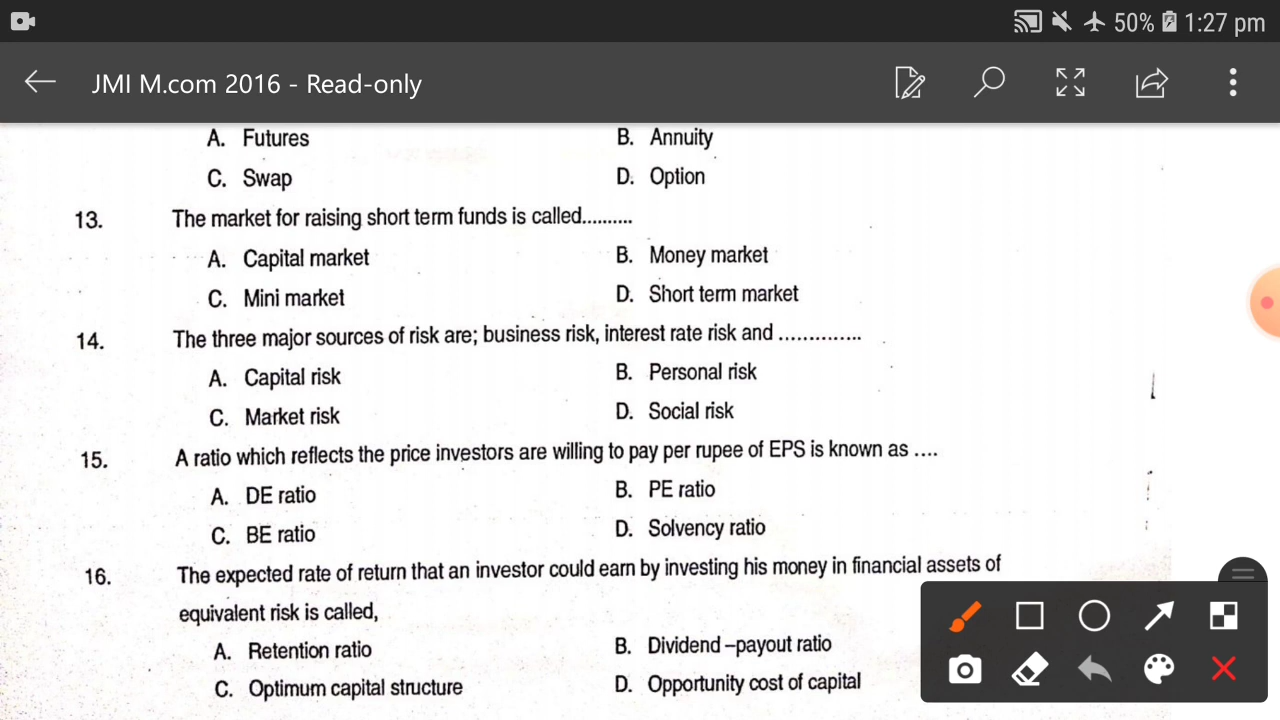 50% 1:27 pm
JMI M.com 2016 - Read-only
A. Futures B. Annuity
C. Swap D. Option
13. The market for raising short term funds is called..........
A. Capital market B. Money market
C. Mini market D. Short term market
14. The three major sources of risk are; business risk, interest rate risk and ..............
A. Capital risk B. Personal risk
C. Market risk D. Social risk
15. A ratio which reflects the price investors are willing to pay per rupee of EPS is known as ....
A. DE ratio B. PE ratio
C. BE ratio D. Solvency ratio
16. The expected rate of return that an investor could earn by investing his money in financial assets of
equivalent risk is called,
A. Retention ratio B. Dividend –payout ratio
C. Optimum capital structure D. Opportunity cost of capital